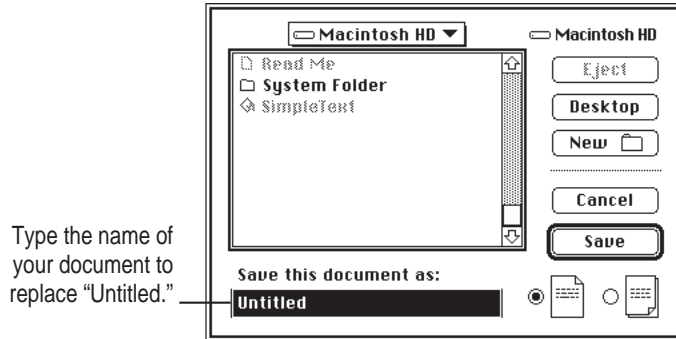 Macintosh HD
Macintosh HD
Read Me
System Folder
SimpleText
Eject
Desktop
New
Cancel
Save
Type the name of
your document to
replace “Untitled.”
Save this document as:
Untitled